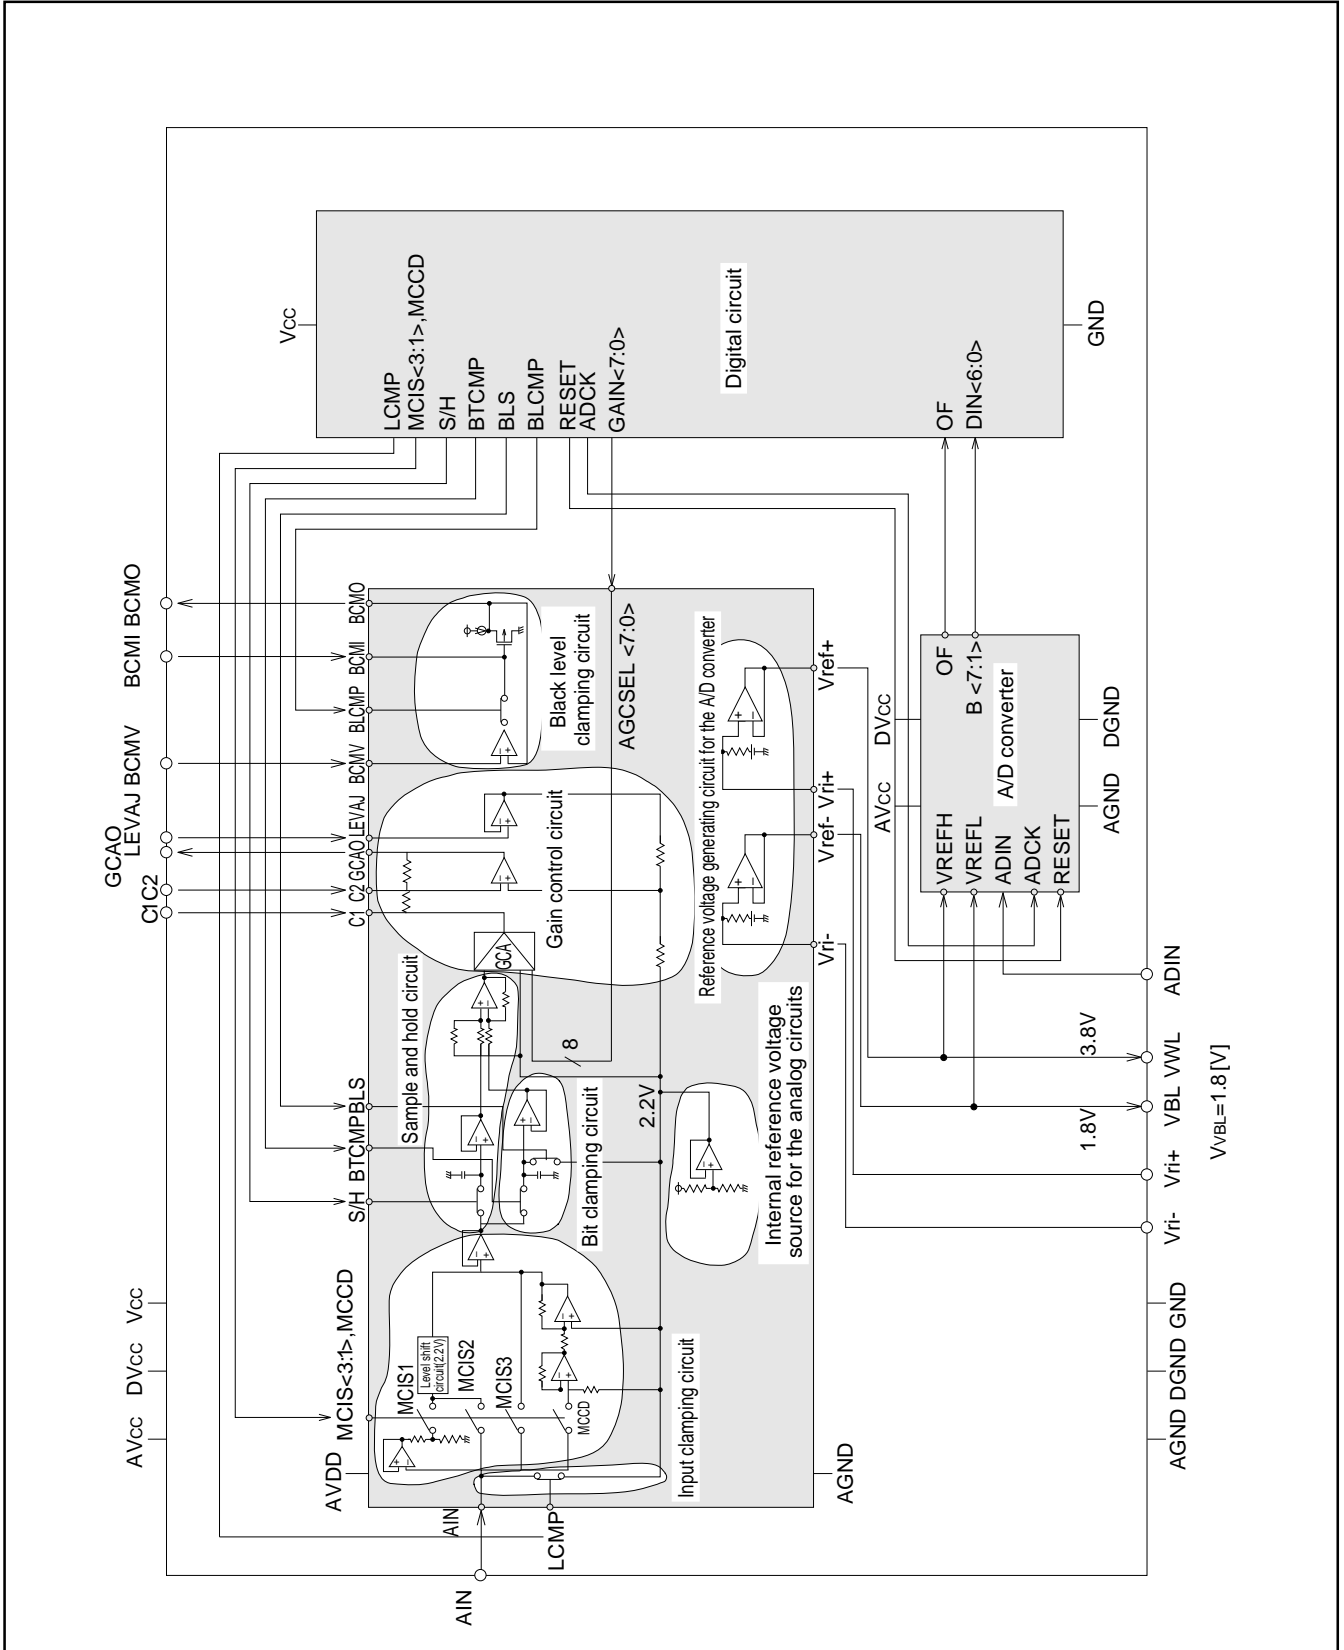 AVCC
DVCC
VCC
C1
C2
GCAO
LEVAJ
BCMV
BCMI
BCMO
AVDD
MCIS<3:1>,MCCD
S/H
BTCMP
BLS
C1
C2
GCAO
LEVAJ
BCMV
BLCMP
BCMI
BCMO
VCC
LCMP
MCIS<3:1>,MCCD
S/H
BTCMP
BLS
BLCMP
RESET
ADCK
GAIN<7:0>
Digital circuit
OF
DIN<6:0>
GND
AIN
AIN
LCMP
MCIS1
Level shift
circuit(2.2V)
MCIS2
MCIS3
MCCD
Input clamping circuit
Sample and hold circuit
Bit clamping circuit
GCA
8
Gain control circuit
Black level
clamping circuit
AGCSEL <7:0>
2.2V
Internal reference voltage
source for the analog circuits
Reference voltage generating circuit for the A/D converter
AGND
Vri-
Vref-
Vri+
Vref+
AVCC
DVCC
VREFH
VREFL
ADIN
ADCK
RESET
OF
B <7:1>
A/D converter
AGND
DGND
1.8V
3.8V
AGND
DGND
GND
Vri-
Vri+
VBL
VWL
ADIN
VVBL=1.8[V]